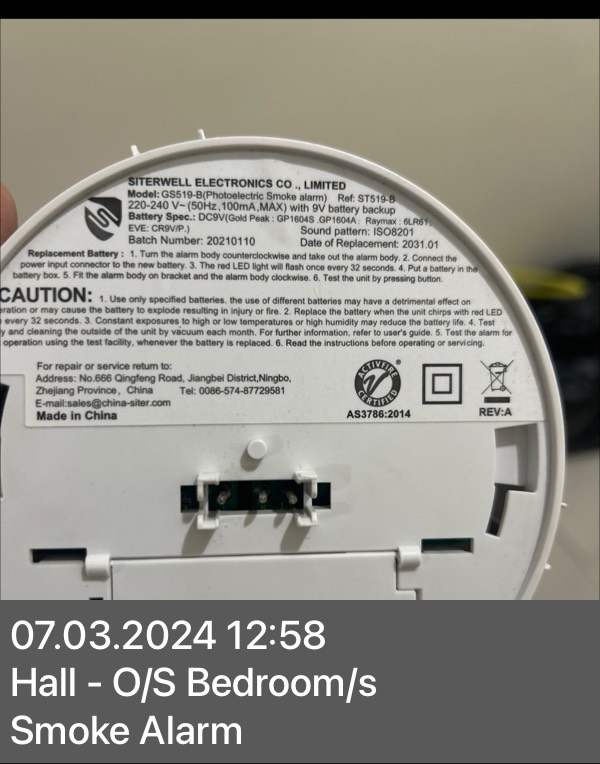 SITERWELL ELECTRONICS CO ., LIMITED
Model: GS519-B(Photoelectric Smoke alarm) Ref: ST519-B
220-240 V~ (50Hz ,100mA,MAX) with 9V battery backup
Battery Spec.: DC9V(Gold Peak : GP1604S .GP1604A. Raymax : 6LR61,
EVE: CR9V/P.) Sound pattern: ISO8201
Batch Number: 20210110 Date of Replacement: 2031.01
Replacement Battery : 1. Turn the alarm body counterclockwise and take out the alarm body. 2. Connect the
power input connector to the new battery. 3. The red LED light will flash once every 32 seconds. 4. Put a battery in the
battery box. 5. Fit the alarm body on bracket and the alarm body clockwise. 6. Test the unit by pressing button.
CAUTION: 1. Use only specified batteries. the use of different batteries may have a detrimental effect on
eration or may cause the battery to explode resulting in injury or fire. 2. Replace the battery when the unit chirps with red LED
every 32 seconds. 3. Constant exposures to high or low temperatures or high humidity may reduce the battery life. 4. Test
y and cleaning the outside of the unit by vacuum each month. For further information, refer to user's guide. 5. Test the alarm for
operation using the test facility, whenever the battery is replaced. 6. Read the instructions before operating or servicing.
For repair or service return to:
Address: No.666 Qingfeng Road, Jiangbei District,Ningbo,
Zhejiang Province, China Tel: 0086-574-87729581
E-mail:sales@china-siter.com
Made in China
ACTIVFIRE ®
CERTIFIED
AS3786:2014
REV:A
07.03.2024 12:58
Hall - O/S Bedroom/s
Smoke Alarm